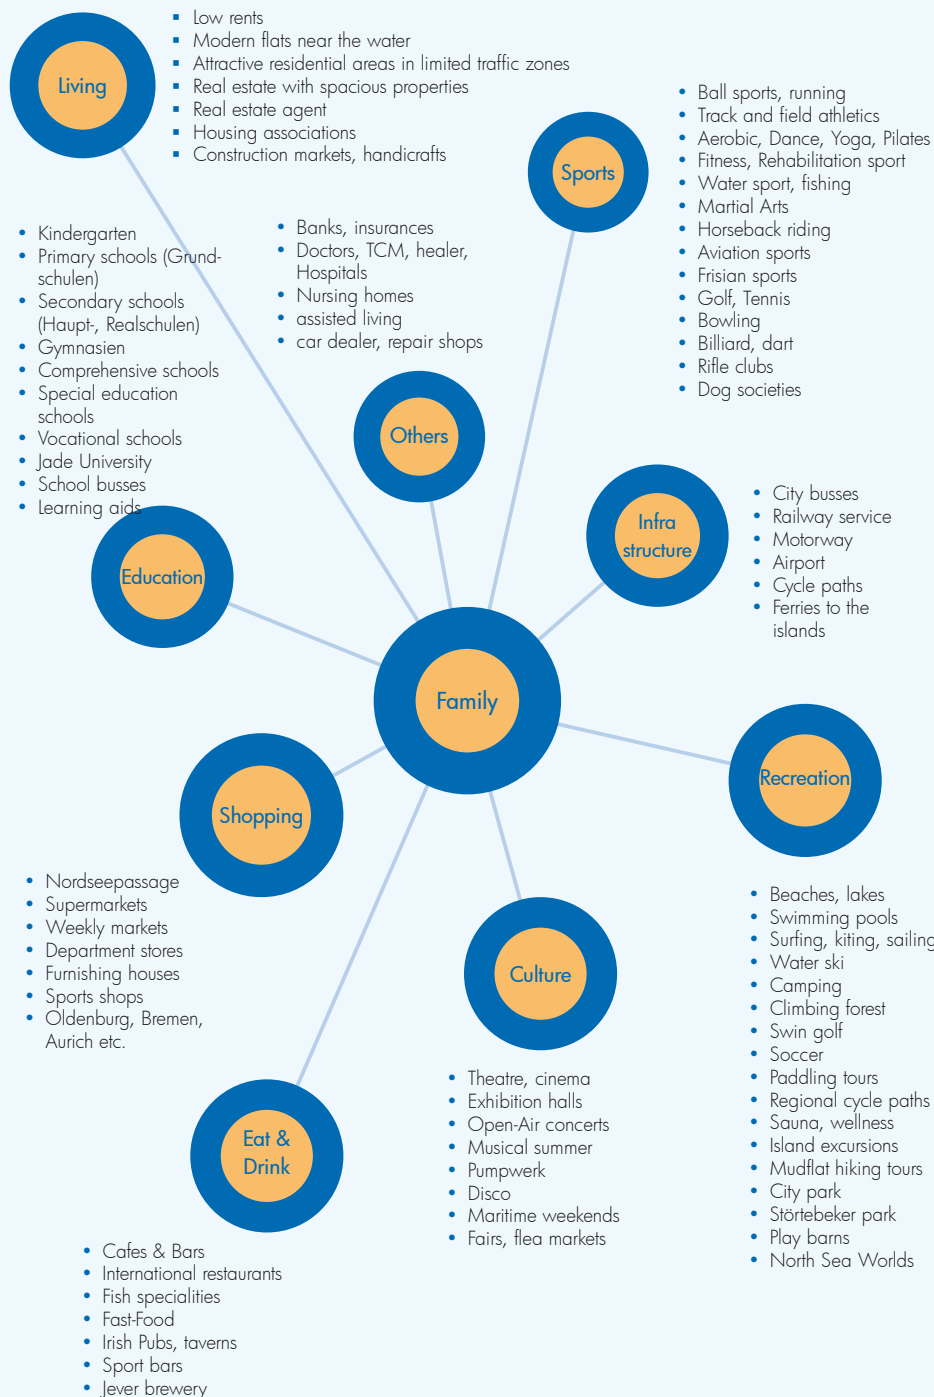 Living
Low rents
Modern flats near the water
Attractive residential areas in limited traffic zones
Real estate with spacious properties
Real estate agent
Housing associations
Construction markets, handicrafts
Sports
Ball sports, running
Track and field athletics
Aerobic, Dance, Yoga, Pilates
Fitness, Rehabilitation sport
Water sport, fishing
Martial Arts
Horseback riding
Aviation sports
Frisian sports
Golf, Tennis
Bowling
Billiard, dart
Rifle clubs
Dog societies
Kindergarten
Primary schools (Grund-
schulen)
Secondary schools
(Haupt-, Realschulen)
Gymnasien
Comprehensive schools
Special education
schools
Vocational schools
Jade University
School busses
Learning aids
Education
Banks, insurances
Doctors, TCM, healer,
Hospitals
Nursing homes
assisted living
car dealer, repair shops
Others
Infra
structure
City busses
Railway service
Motorway
Airport
Cycle paths
Ferries to the
islands
Family
Recreation
Beaches, lakes
Swimming pools
Surfing, kiting, sailing
Water ski
Camping
Climbing forest
Swin golf
Soccer
Paddling tours
Regional cycle paths
Sauna, wellness
Island excursions
Mudflat hiking tours
City park
Störtebeker park
Play barns
North Sea Worlds
Shopping
Nordseepassage
Supermarkets
Weekly markets
Department stores
Furnishing houses
Sports shops
Oldenburg, Bremen,
Aurich etc.
Culture
Theatre, cinema
Exhibition halls
Open-Air concerts
Musical summer
Pumpwerk
Disco
Maritime weekends
Fairs, flea markets
Eat &
Drink
Cafes & Bars
International restaurants
Fish specialities
Fast-Food
Irish Pubs, taverns
Sport bars
Jever brewery